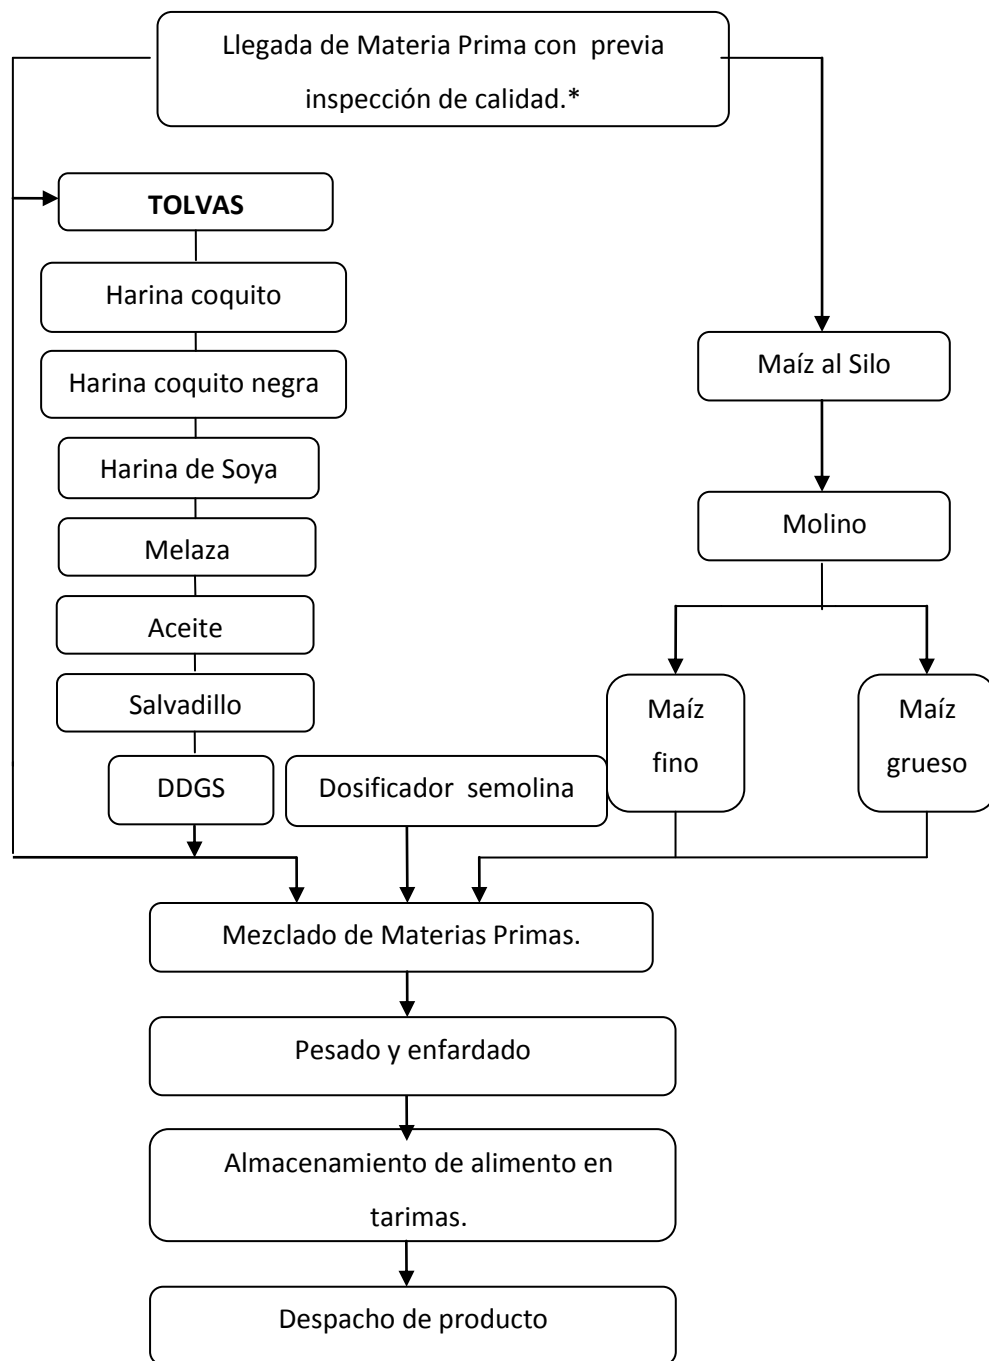 Llegada de Materia Prima con previa
inspección de calidad.*
TOLVAS
Harina coquito
Harina coquito negra
Harina de Soya
Melaza
Aceite
Salvadillo
DDGS
Dosificador semolina
Maíz al Silo
Molino
Maíz
fino
Maíz
grueso
Mezclado de Materias Primas.
Pesado y enfardado
Almacenamiento de alimento en
tarimas.
Despacho de producto